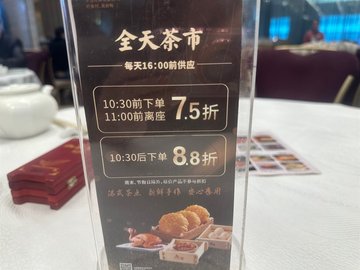 全天茶市
每天16:00前供应
10:30前下单
11:00前离座
7.5折
10:30后下单
8.8折
港式茶点 新鲜手作 安心选用